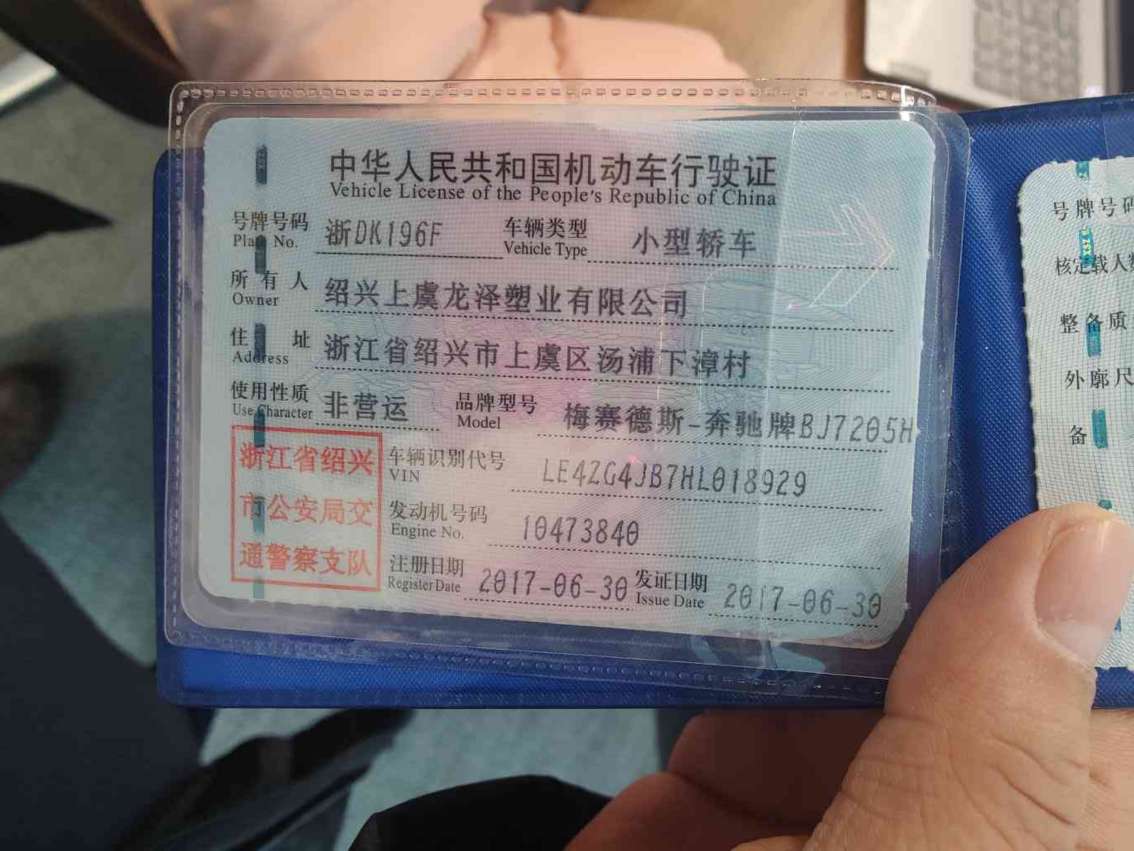 中华人民共和国机动车行驶证
Vehicle License of the People's Republic of China
号牌号码 浙DK196F 车辆类型 小型轿车
Plate No. Vehicle Type
所有人 绍兴上虞龙泽塑业有限公司
Owner
住址 浙江省绍兴市上虞区汤浦下漳村
Address
使用性质 非营运 品牌型号 梅赛德斯-奔驰牌BJ7205H
Use Character Model
浙江省绍兴
市公安局交
通警察支队
车辆识别代号 LE4ZG4JB7HL018929
VIN
发动机号码 10473840
Engine No.
注册日期 2017-06-30 发证日期 2017-06-30
Register Date Issue Date
号牌号码
核定载人数
整备质
外廓尺
备